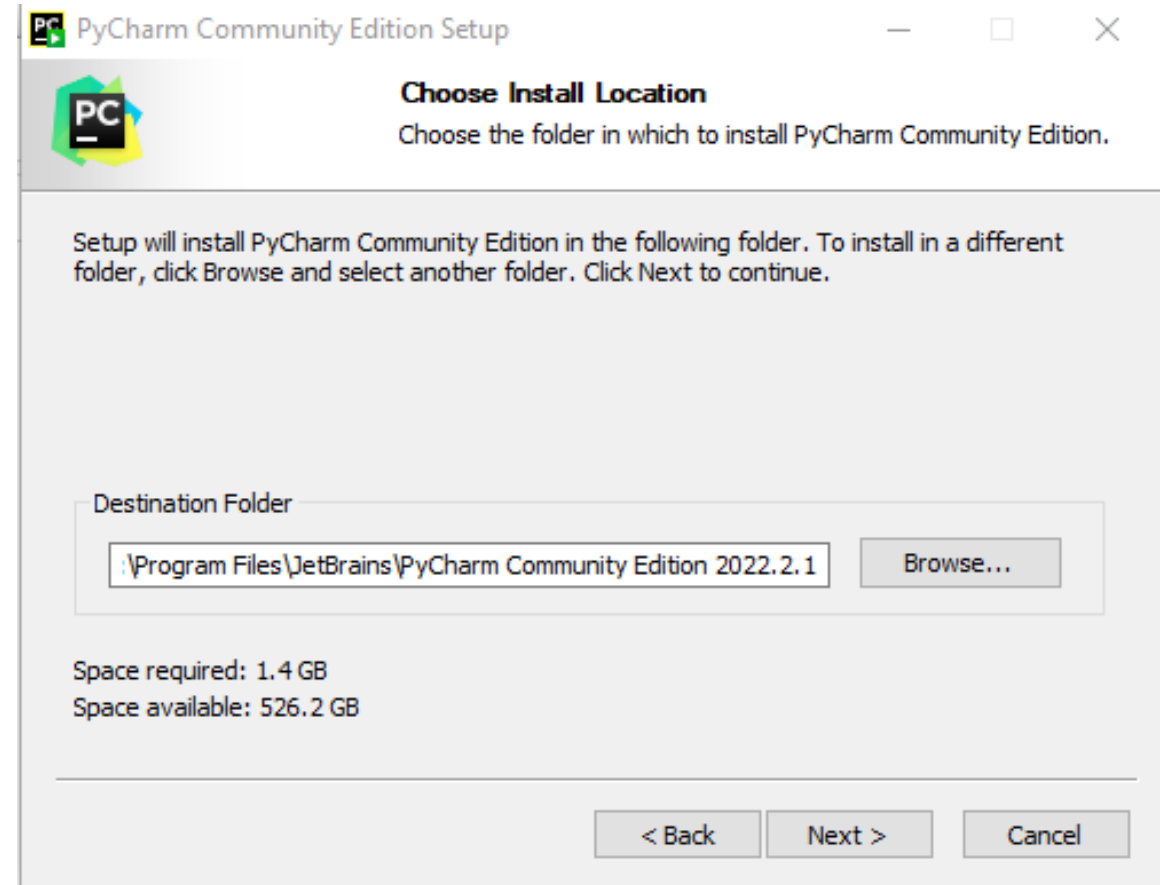 PyCharm Community Edition Setup
PC
Choose Install Location
Choose the folder in which to install PyCharm Community Edition.
Setup will install PyCharm Community Edition in the following folder. To install in a different
folder, click Browse and select another folder. Click Next to continue.
Destination Folder
:\Program Files\JetBrains\PyCharm Community Edition 2022.2.1
Browse...
Space required: 1.4 GB
Space available: 526.2 GB
< Back
Next >
Cancel